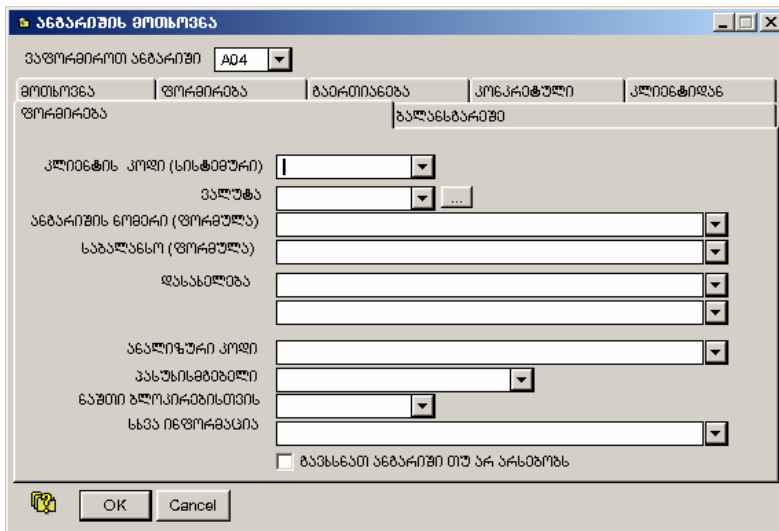 ანგარიშის მოთხოვნა
ვაფორმიროთ ანგარიში A04
მოთხოვნა ფორმირება გაერთიანება კონკრეტული კლიენტიდან
ფორმირება ბალანსგარეშე
კლიენტის კოდი (სისტემური)
ვალუტა ...
ანგარიშის ნომერი (ფორმულა)
საბალანსო (ფორმულა)
დასახელება
ანალიზური კოდი
პასუხისმგებელი
ნაშთი ბლოკირებისთვის
სხვა ინფორმაცია
გავხსნათ ანგარიში თუ არ არსებობს
OK Cancel